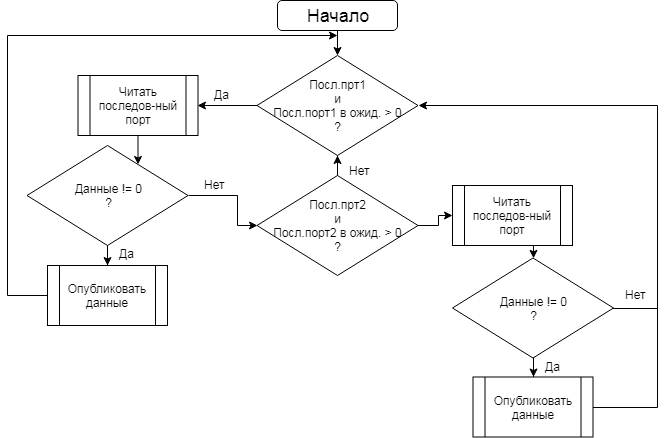 Начало
Посл.прт1
и
Посл.порт1 в ожид. > 0
?
Да
Читать
последов-ный
порт
Данные != 0
?
Нет
Да
Опубликовать
данные
Нет
Посл.прт2
и
Посл.порт2 в ожид. > 0
?
Читать
последов-ный
порт
Данные != 0
?
Нет
Да
Опубликовать
данные